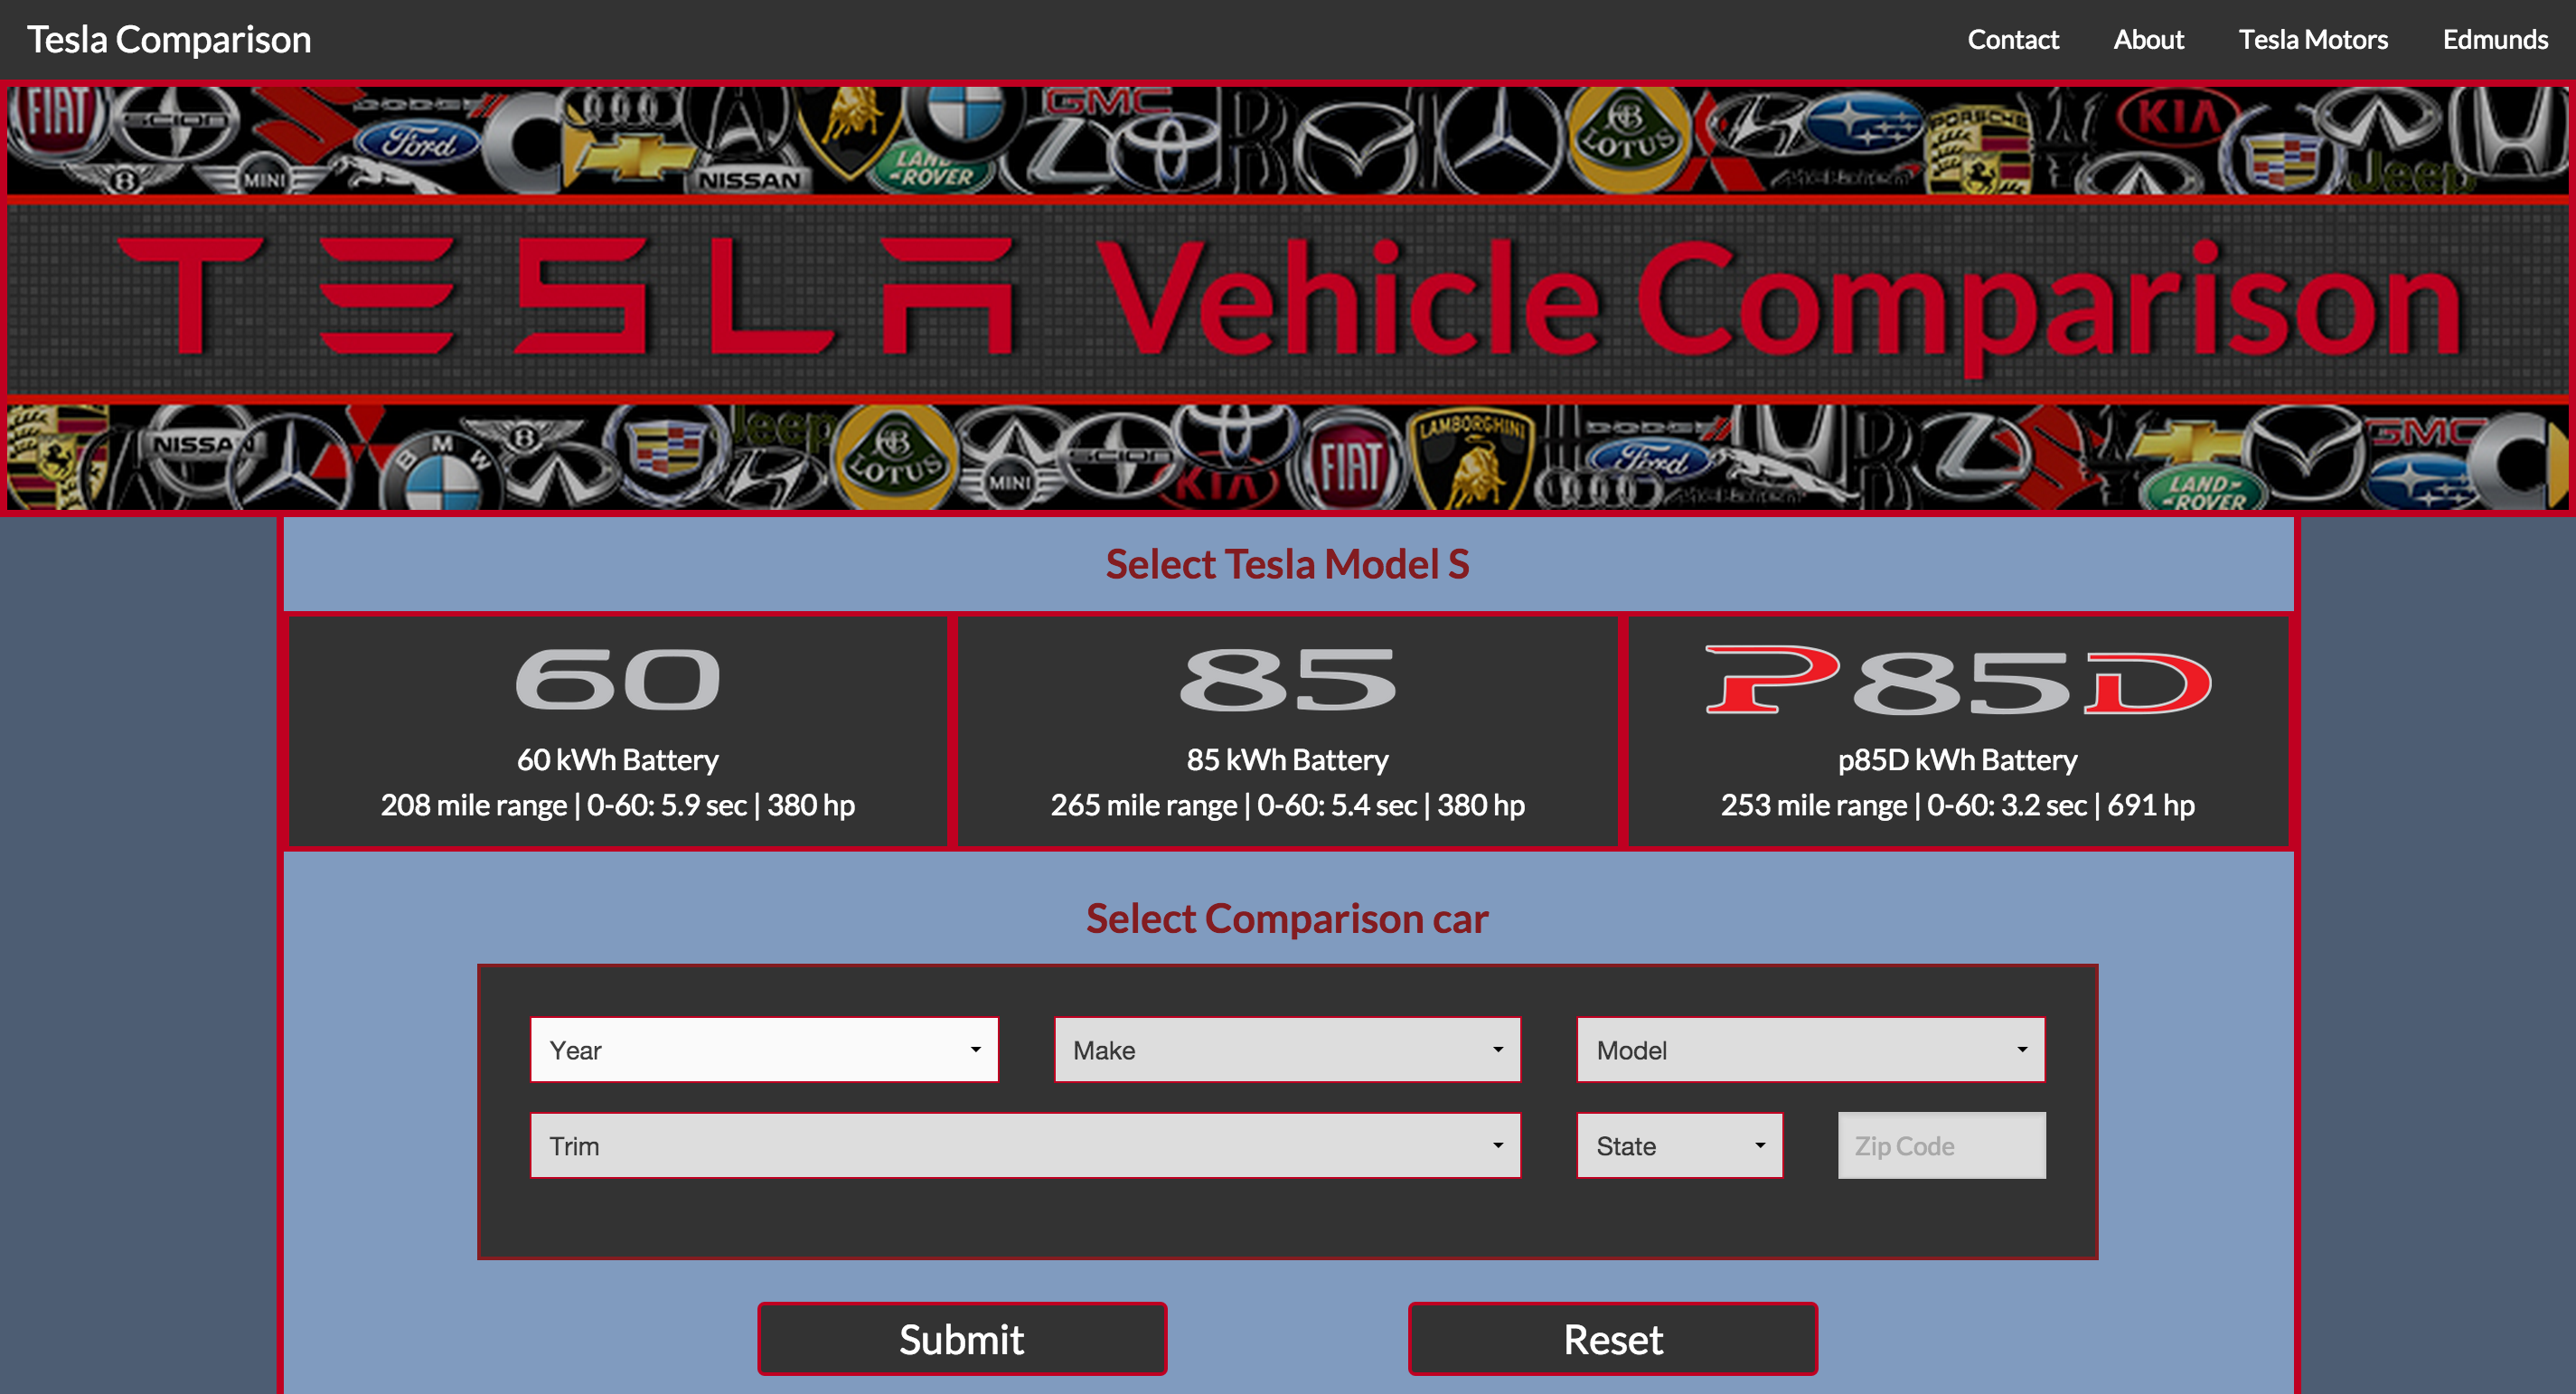 Tesla Comparison
Contact About Tesla Motors Edmunds
FIAT SCION DODGE Ford MINI NISSAN LAND-ROVER GMC LOTUS PORSCHE KIA Jeep
TESLA Vehicle Comparison
NISSAN BMW Jeep LOTUS MINI SCION KIA FIAT LAMBORGHINI DODGE Ford LAND-ROVER GMC
Select Tesla Model S
60 85 P85D
60 kWh Battery
208 mile range | 0-60: 5.9 sec | 380 hp
85 kWh Battery
265 mile range | 0-60: 5.4 sec | 380 hp
p85D kWh Battery
253 mile range | 0-60: 3.2 sec | 691 hp
Select Comparison car
Year Make Model
Trim State Zip Code
Submit Reset